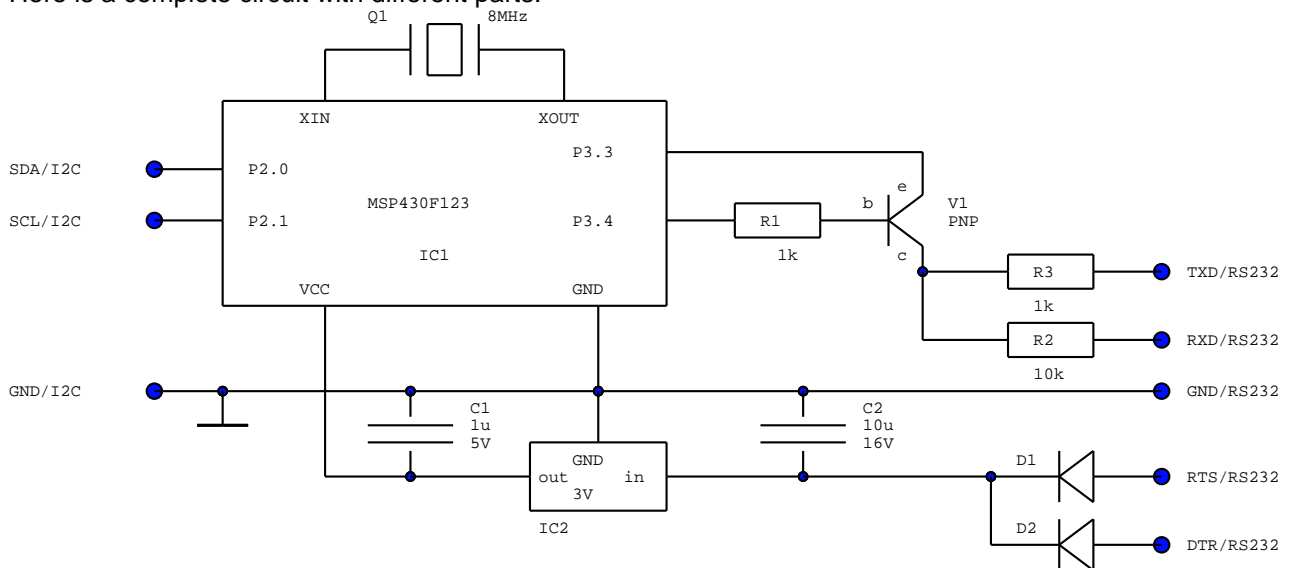 Here is a complete circuit with different parts.
Q1
8MHz
XIN
XOUT
P3.3
SDA/I2C
P2.0
e
MSP430F123
b
V1
PNP
SCL/I2C
P2.1
P3.4
R1
IC1
1k
c
R3
TXD/RS232
VCC
GND
1k
R2
RXD/RS232
10k
GND/I2C
GND/RS232
C1
1u
5V
C2
10u
16V
GND
out
in
3V
IC2
D1
RTS/RS232
D2
DTR/RS232